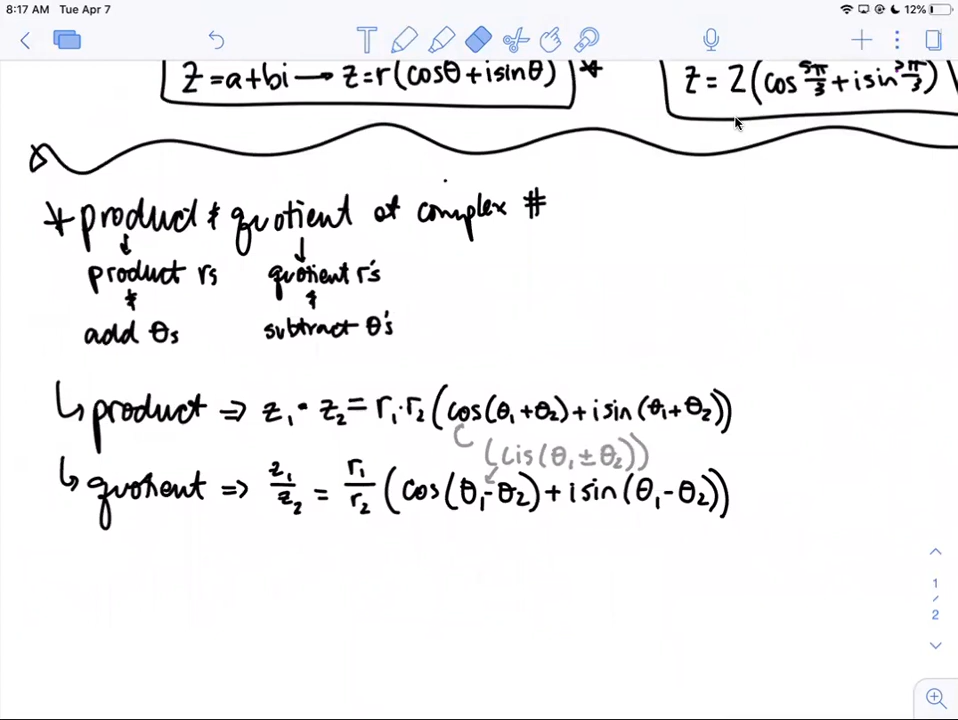 8:17 AM Tue Apr 7
12%
T
z = a+bi → z = r(cosθ + isinθ) *
z = 2(cos 5π/3 + isin 5π/3)
* product & quotient of complex #
↓ ↓
product rs quotient r's
& &
add θs subtract θ's
↳ product ⇒ z₁ · z₂ = r₁·r₂(cos(θ₁+θ₂)+isin(θ₁+θ₂))
(cis(θ₁±θ₂))
↳ quotient ⇒ z₁/z₂ = r₁/r₂ (cos(θ₁-θ₂)+isin(θ₁-θ₂))
1
/
2